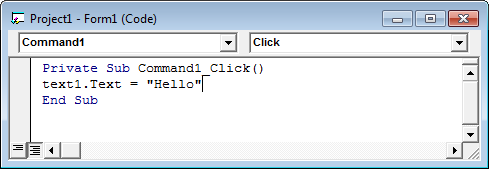 Project1 - Form1 (Code)
Command1 Click
Private Sub Command1_Click()
text1.Text = "Hello"
End Sub